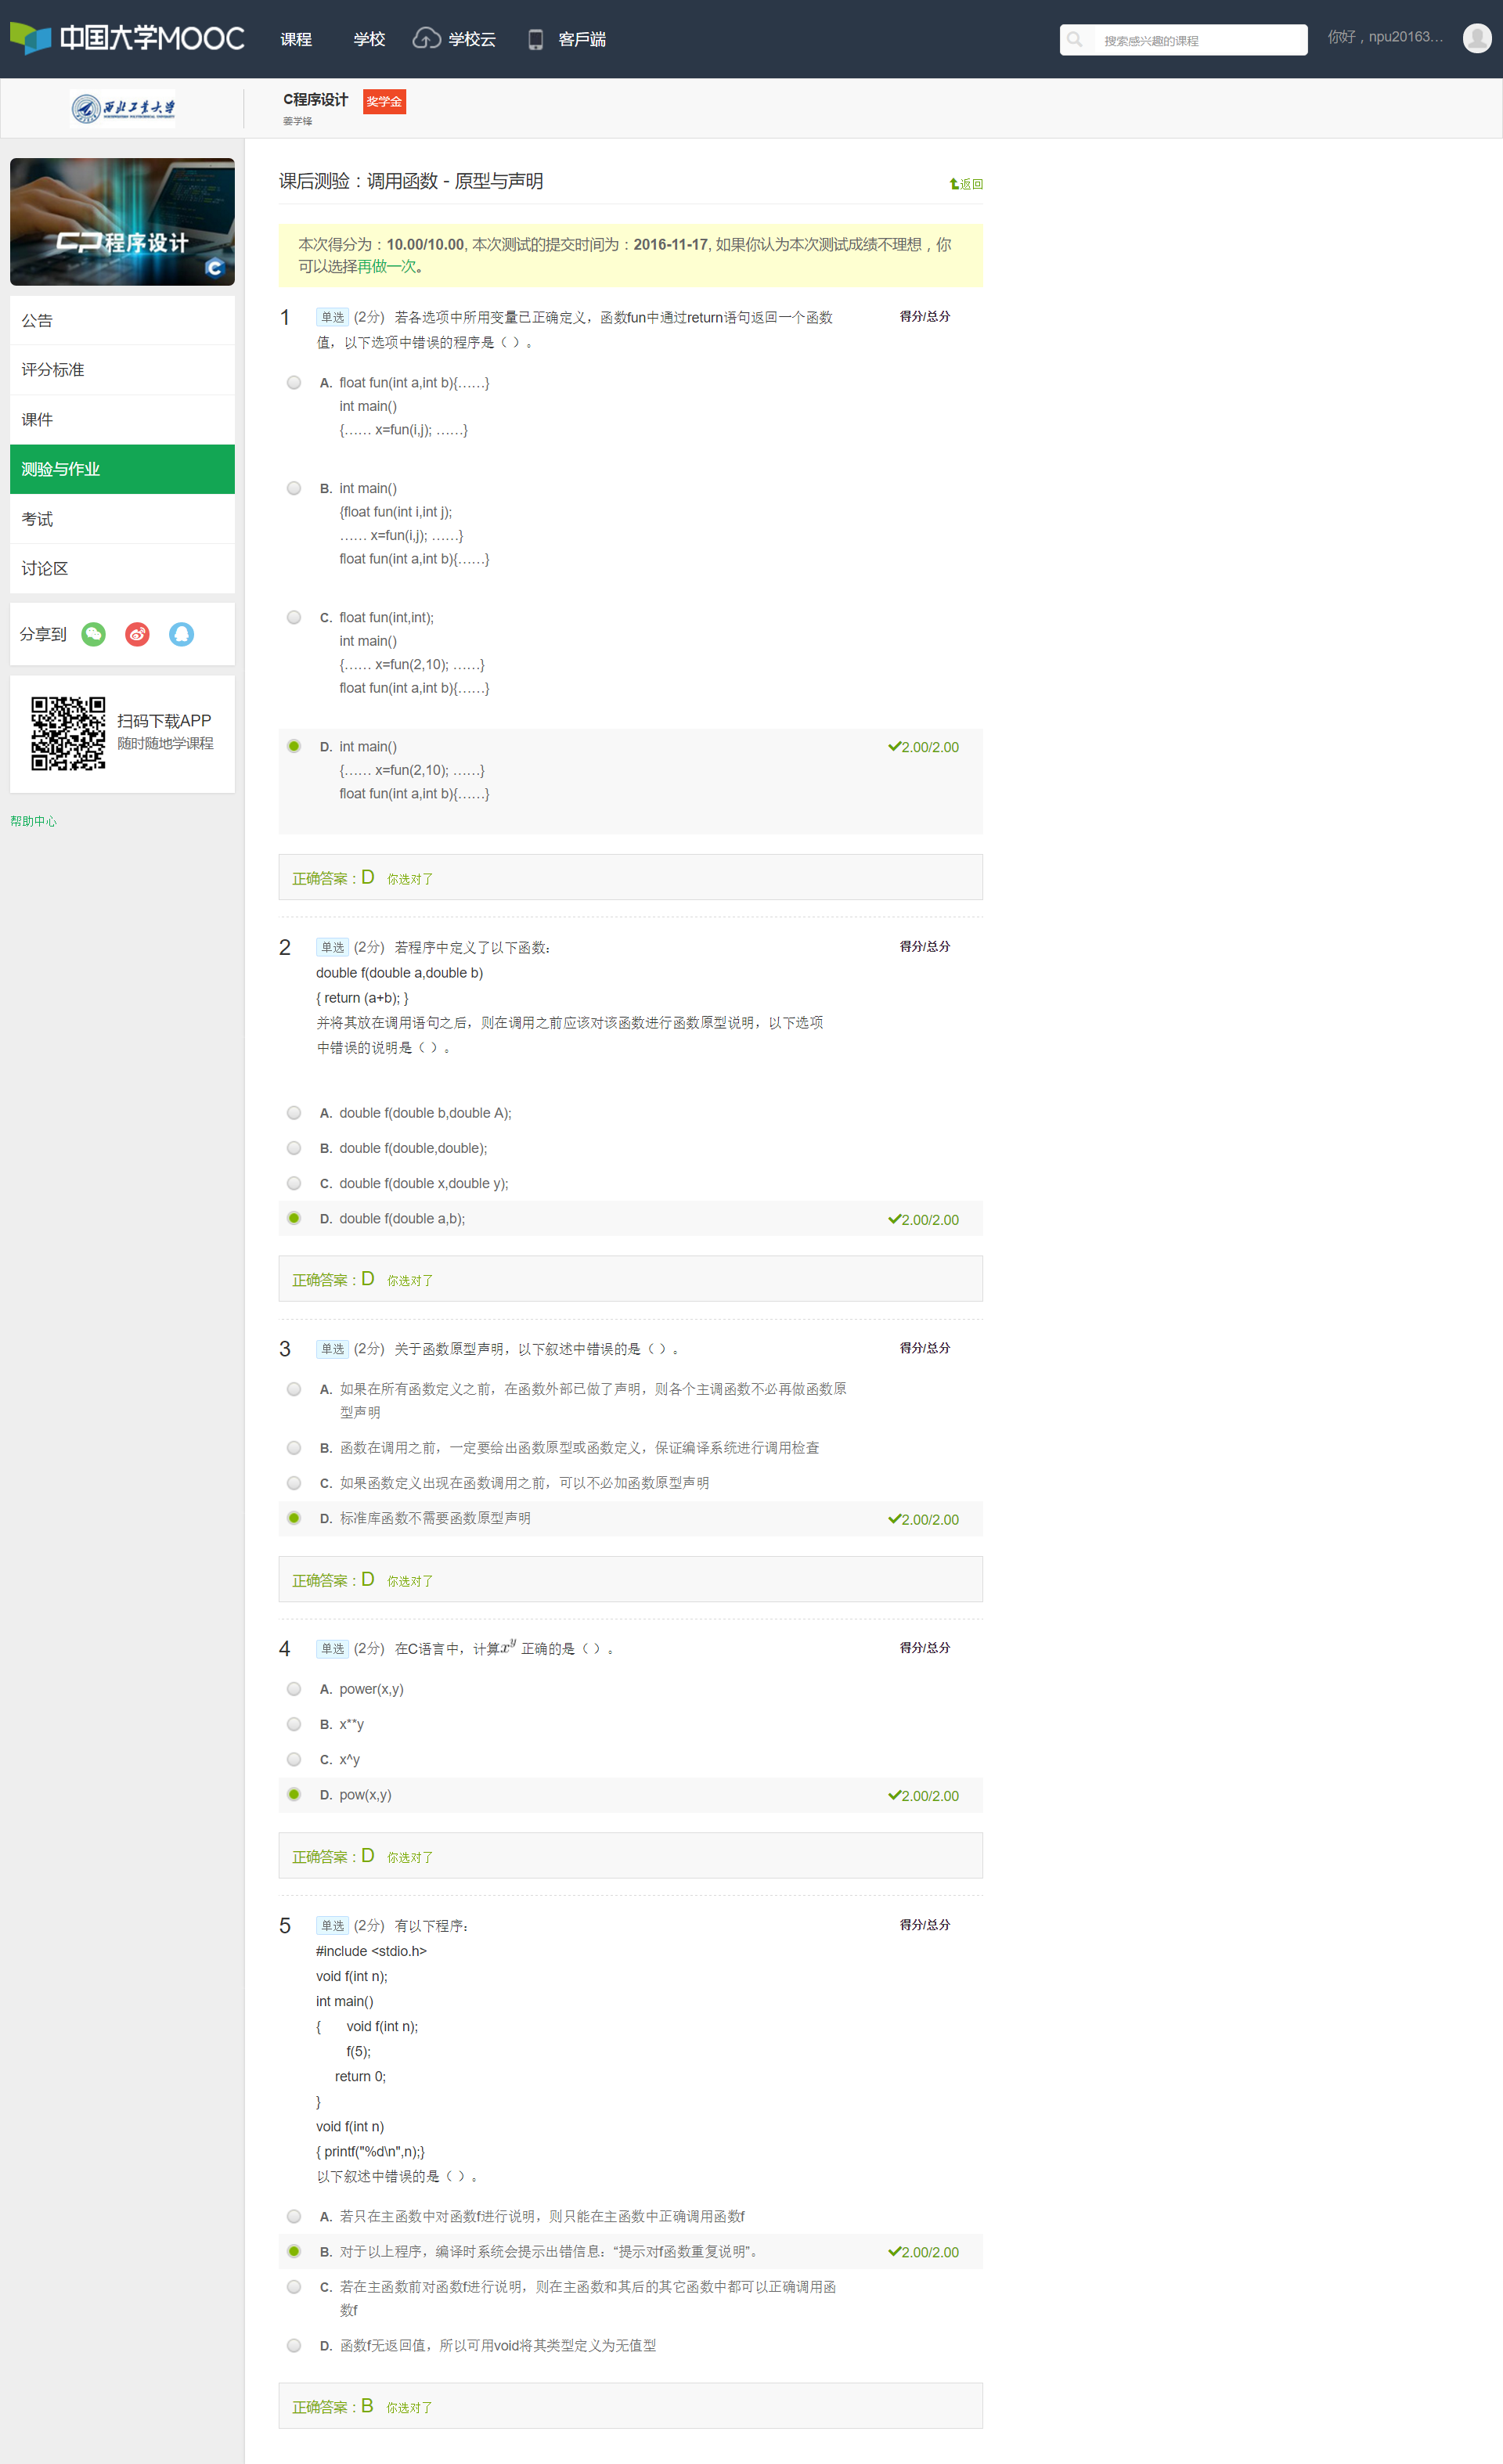 中国大学MOOC
课程
学校
学校云
客戶端
搜索感兴趣的课程
你好，npu20163...
西北工业大学
NORTHWESTERN POLYTECHNICAL UNIVERSITY
C程序设计
奖学金
姜学锋
程序设计
C
公告
评分标准
课件
测验与作业
考试
讨论区
分享到
扫码下载APP
随时随地学课程
帮助中心
课后测验：调用函数 - 原型与声明
返回
本次得分为：10.00/10.00, 本次测试的提交时间为：2016-11-17, 如果你认为本次测试成绩不理想，你
可以选择再做一次。
1 单选 (2分) 若各选项中所用变量已正确定义，函数fun中通过return语句返回一个函数
值，以下选项中错误的程序是（ ）。
得分/总分
A. float fun(int a,int b){……}
int main()
{…… x=fun(i,j); ……}
B. int main()
{float fun(int i,int j);
…… x=fun(i,j); ……}
float fun(int a,int b){……}
C. float fun(int,int);
int main()
{…… x=fun(2,10); ……}
float fun(int a,int b){……}
D. int main()
2.00/2.00
{…… x=fun(2,10); ……}
float fun(int a,int b){……}
正确答案：D 你选对了
2 单选 (2分) 若程序中定义了以下函数：
得分/总分
double f(double a,double b)
{ return (a+b); }
并将其放在调用语句之后，则在调用之前应该对该函数进行函数原型说明，以下选项
中错误的说明是（ ）。
A. double f(double b,double A);
B. double f(double,double);
C. double f(double x,double y);
D. double f(double a,b);
2.00/2.00
正确答案：D 你选对了
3 单选 (2分) 关于函数原型声明，以下叙述中错误的是（ ）。
得分/总分
A. 如果在所有函数定义之前，在函数外部已做了声明，则各个主调函数不必再做函数原
型声明
B. 函数在调用之前，一定要给出函数原型或函数定义，保证编译系统进行调用检查
C. 如果函数定义出现在函数调用之前，可以不必加函数原型声明
D. 标准库函数不需要函数原型声明
2.00/2.00
正确答案：D 你选对了
4 单选 (2分) 在C语言中，计算x^y 正确的是（ ）。
得分/总分
A. power(x,y)
B. x**y
C. x^y
D. pow(x,y)
2.00/2.00
正确答案：D 你选对了
5 单选 (2分) 有以下程序：
得分/总分
#include <stdio.h>
void f(int n);
int main()
{ void f(int n);
f(5);
return 0;
}
void f(int n)
{ printf("%d\n",n);}
以下叙述中错误的是（ ）。
A. 若只在主函数中对函数f进行说明，则只能在主函数中正确调用函数f
B. 对于以上程序，编译时系统会提示出错信息：“提示对f函数重复说明”。
2.00/2.00
C. 若在主函数前对函数f进行说明，则在主函数和其后的其它函数中都可以正确调用函
数f
D. 函数f无返回值，所以可用void将其类型定义为无值型
正确答案：B 你选对了